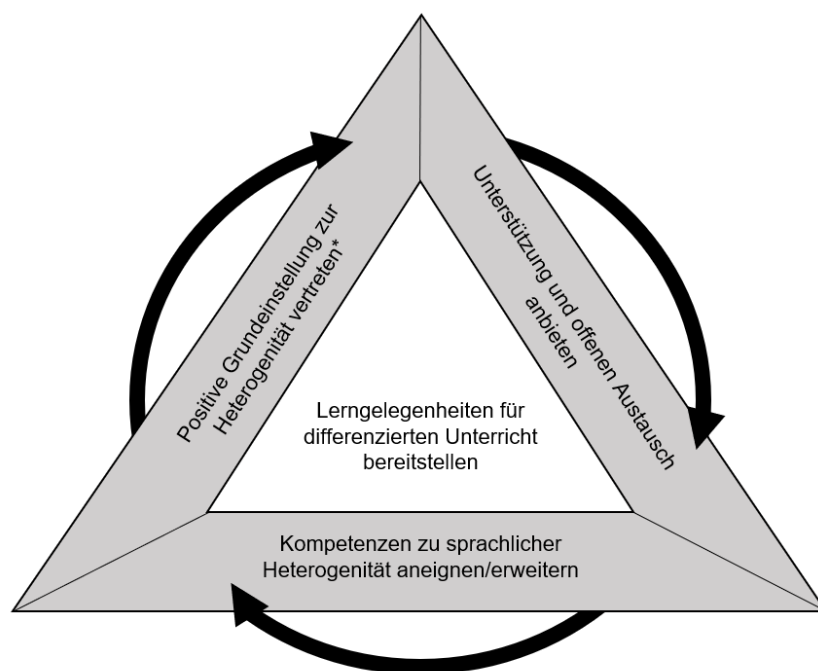 Positive Grundeinstellung zur
Heterogenität vertreten*
Unterstützung und offenen Austausch
anbieten
Lerngelegenheiten für
differenzierten Unterricht
bereitstellen
Kompetenzen zu sprachlicher
Heterogenität aneignen/erweitern